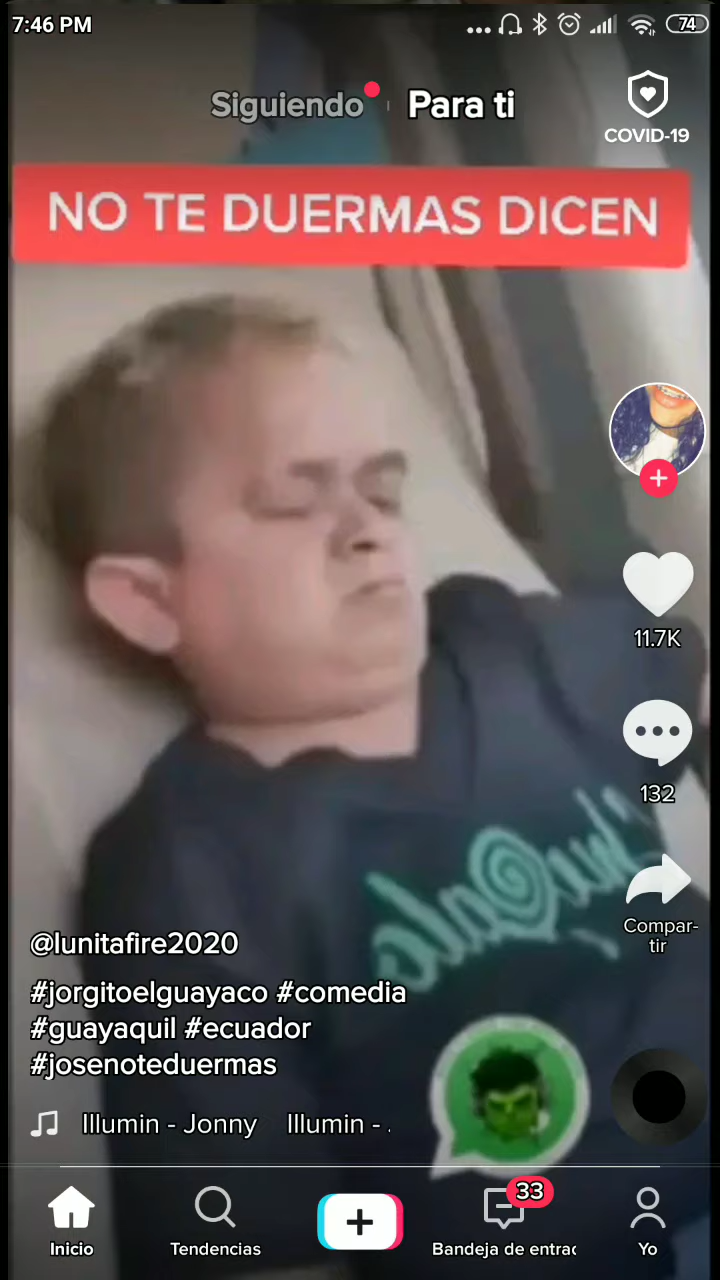 7:46 PM
74
Siguiendo
Para ti
COVID-19
NO TE DUERMAS DICEN
11.7K
132
Compar-
tir
@lunitafire2020
#jorgitoelguayaco #comedia
#guayaquil #ecuador
#josenoteduermas
Illumin - Jonny Illumin - .
33
Inicio
Tendencias
Bandeja de entrac
Yo